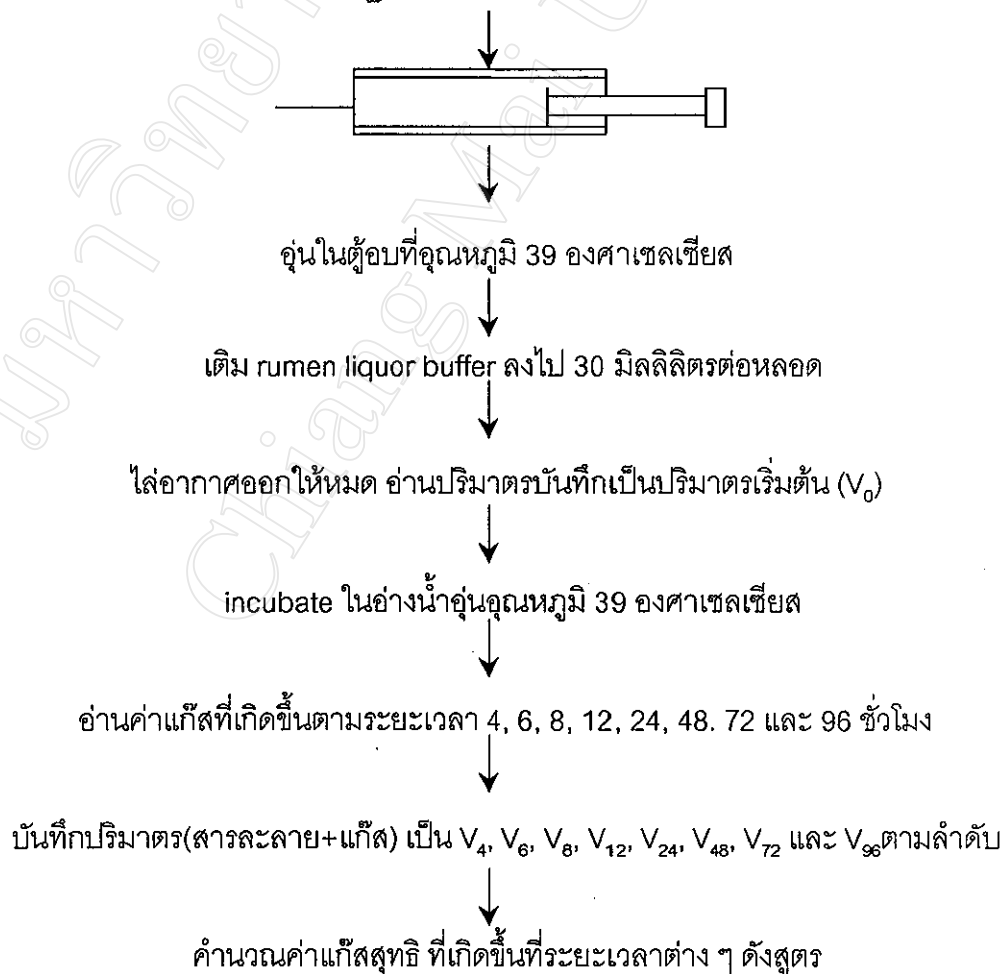 อุ่นในตู้อบที่อุณหภูมิ 39 องศาเซลเซียส
เติม rumen liquor buffer ลงไป 30 มิลลิลิตรต่อหลอด
ไล่อากาศออกให้หมด อ่านปริมาตรบันทึกเป็นปริมาตรเริ่มต้น (V₀)
incubate ในอ่างน้ำอุ่นอุณหภูมิ 39 องศาเซลเซียส
อ่านค่าแก๊สที่เกิดขึ้นตามระยะเวลา 4, 6, 8, 12, 24, 48. 72 และ 96 ชั่วโมง
บันทึกปริมาตร(สารละลาย+แก๊ส) เป็น V₄, V₆, V₈, V₁₂, V₂₄, V₄₈, V₇₂ และ V₉₆ตามลำดับ
คำนวณค่าแก๊สสุทธิ ที่เกิดขึ้นที่ระยะเวลาต่าง ๆ ดังสูตร